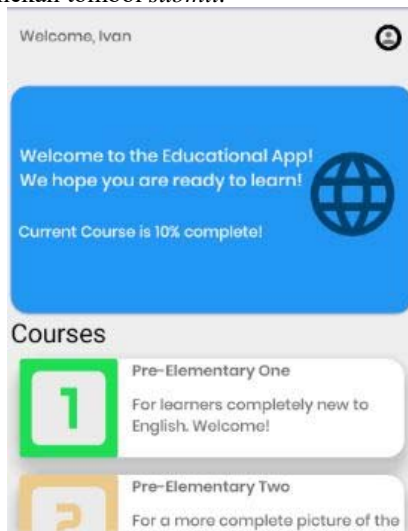 submit.
Welcome, Ivan
Welcome to the Educational App!
We hope you are ready to learn!
Current Course is 10% complete!
Courses
1
Pre-Elementary One
For learners completely new to
English. Welcome!
2
Pre-Elementary Two
For a more complete picture of the